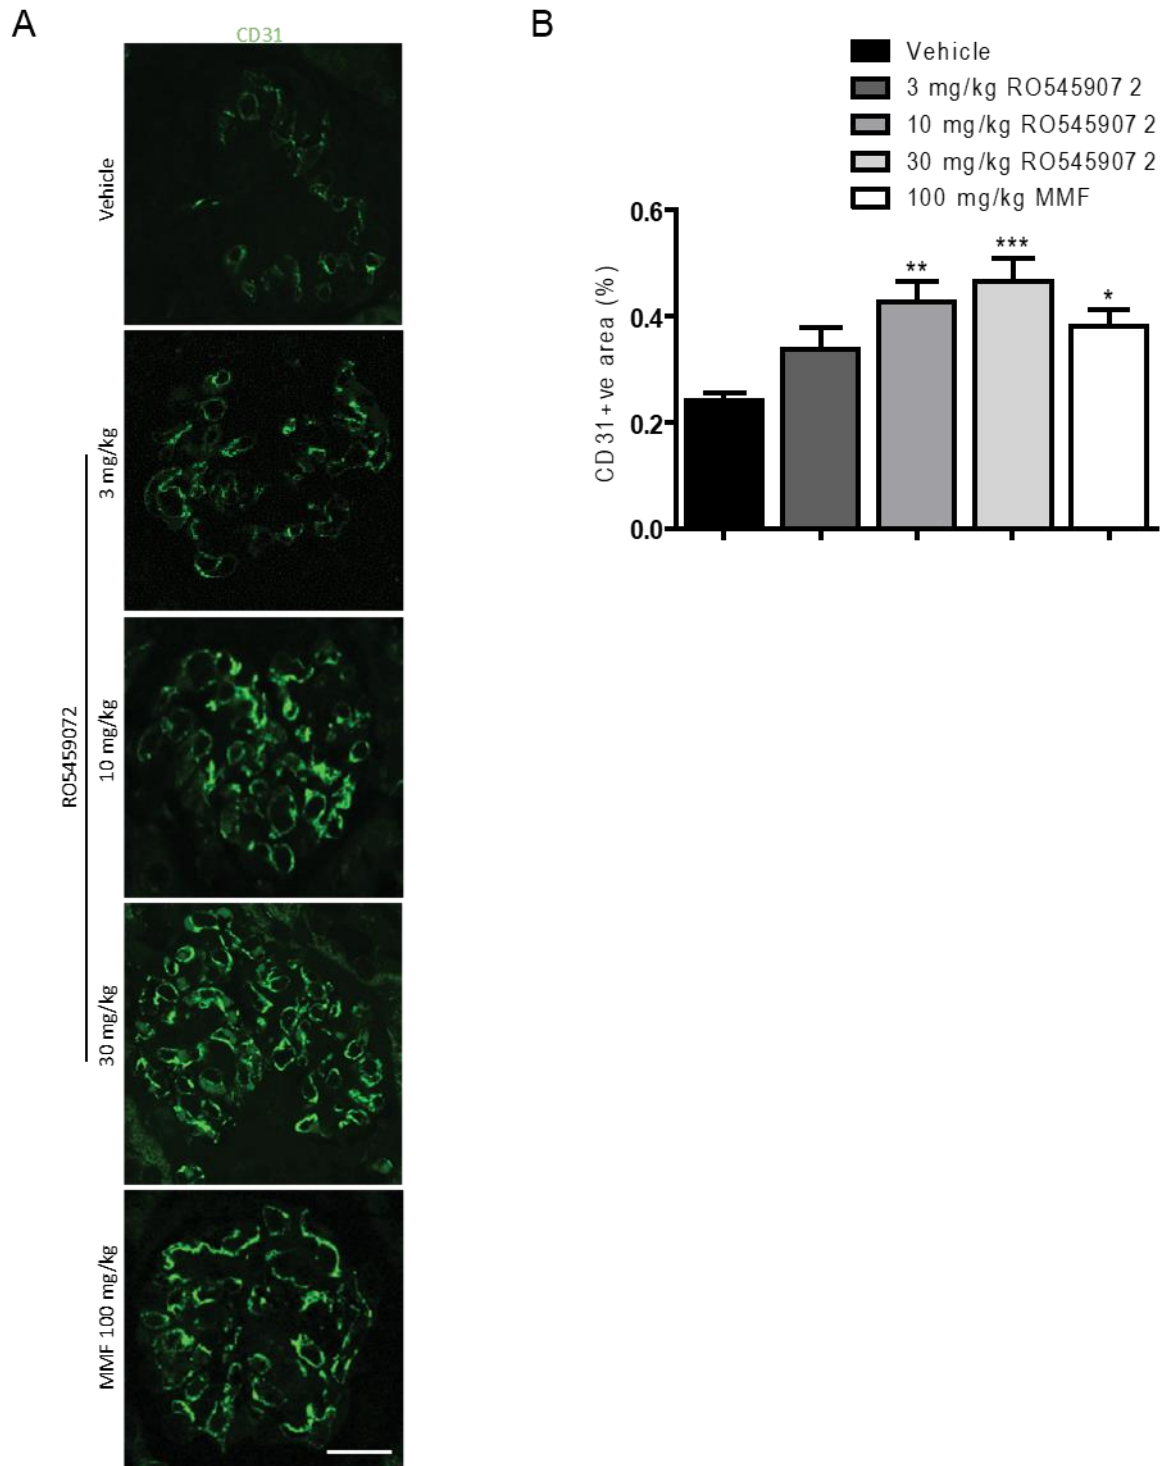 A
CD31
Vehicle
3 mg/kg
10 mg/kg
30 mg/kg
RO5459072
MMF 100 mg/kg
B
Vehicle
3 mg/kg RO545907 2
10 mg/kg RO545907 2
30 mg/kg RO545907 2
100 mg/kg MMF
CD31+ve area (%)
0.6
0.4
0.2
0.0
**
***
*